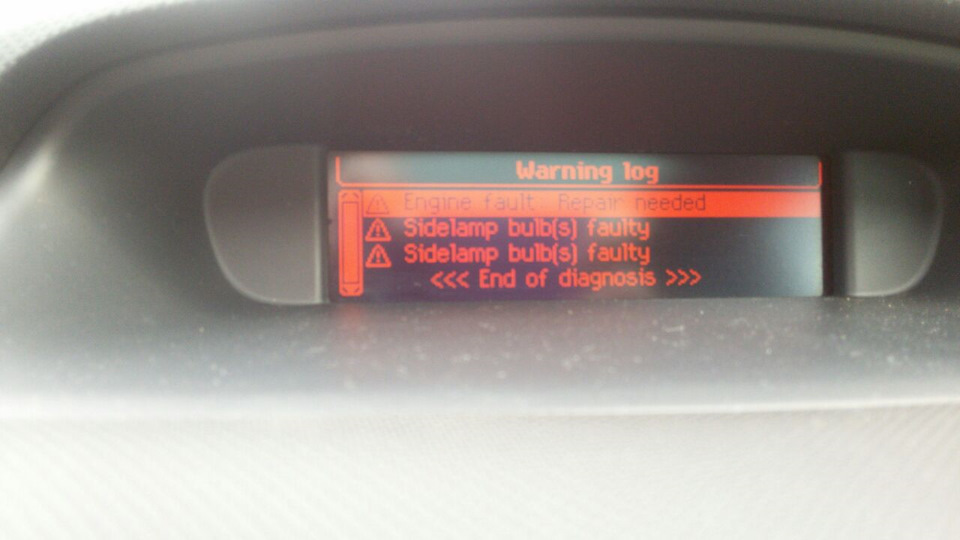 Warning log
Engine fault: Repair needed
Sidelamp bulb(s) faulty
Sidelamp bulb(s) faulty
<<< End of diagnosis >>>